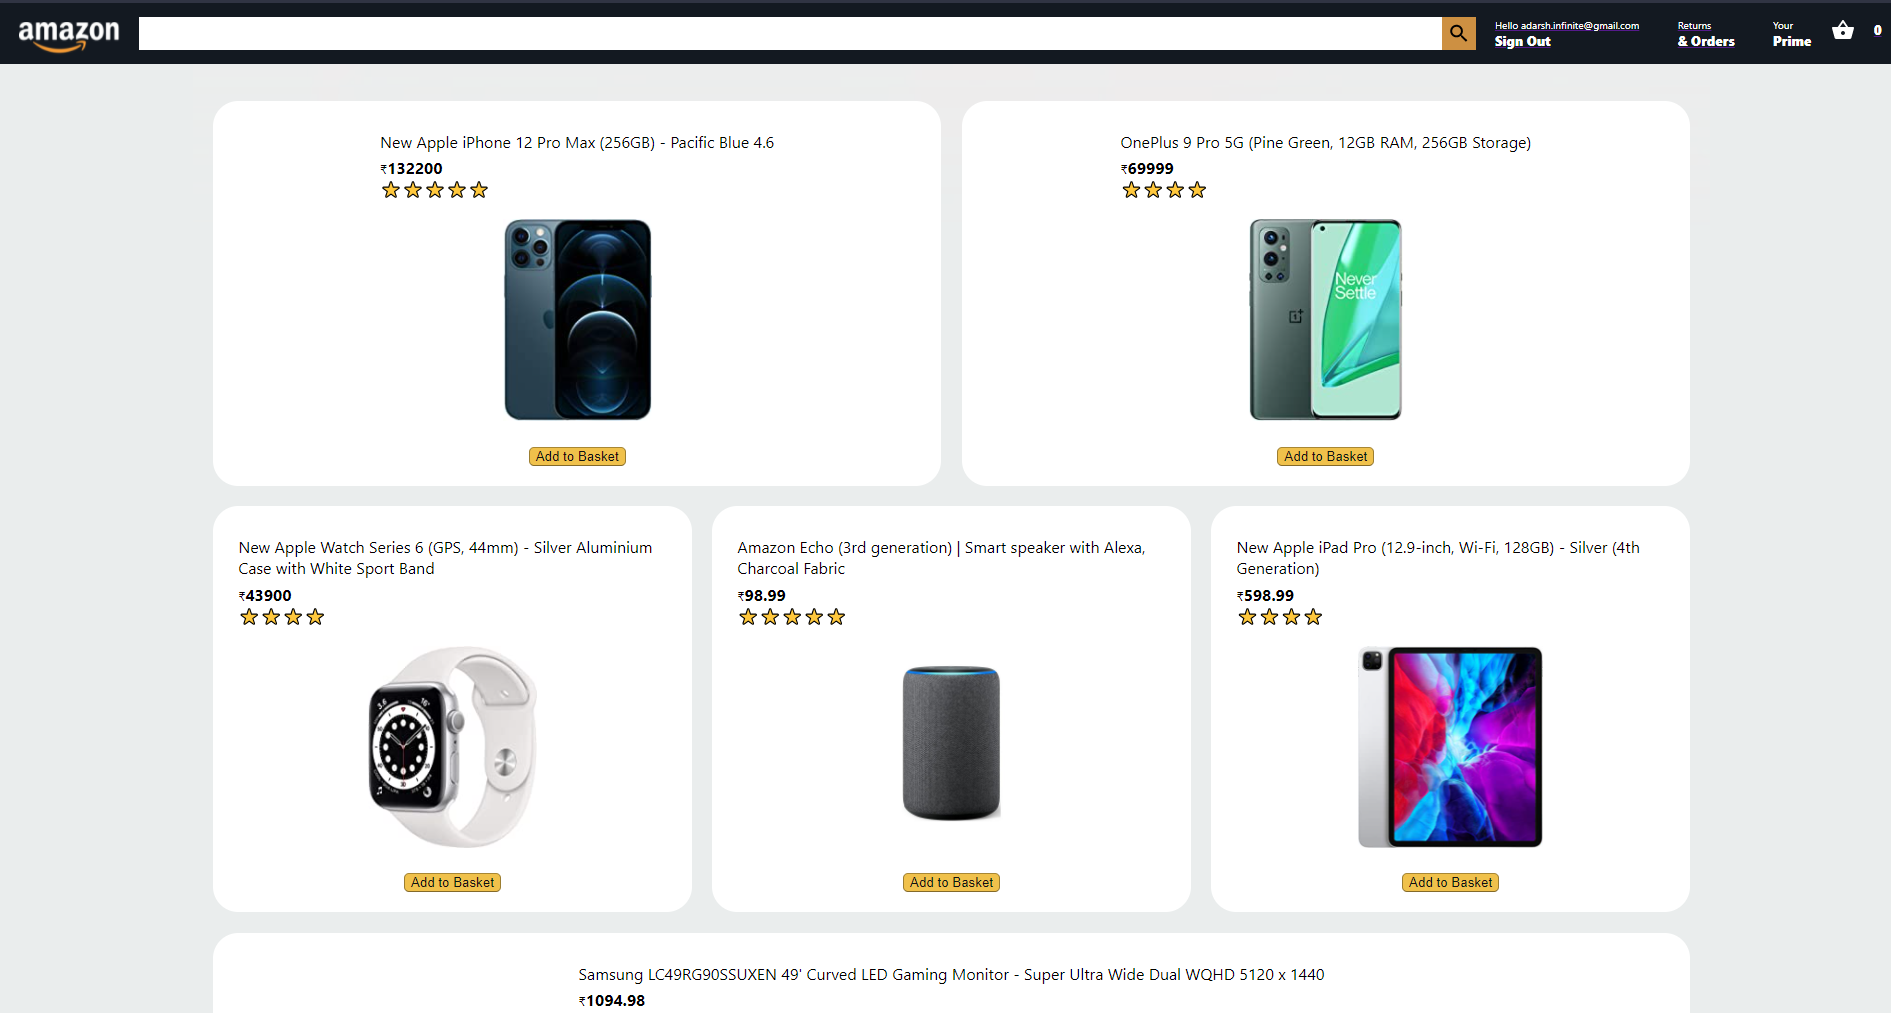 amazon
Hello adarsh.infinite@gmail.com
Sign Out
Returns
& Orders
Your
Prime
0
New Apple iPhone 12 Pro Max (256GB) - Pacific Blue 4.6
₹132200
Add to Basket
OnePlus 9 Pro 5G (Pine Green, 12GB RAM, 256GB Storage)
₹69999
Never
Settle
Add to Basket
New Apple Watch Series 6 (GPS, 44mm) - Silver Aluminium
Case with White Sport Band
₹43900
Add to Basket
Amazon Echo (3rd generation) | Smart speaker with Alexa,
Charcoal Fabric
₹98.99
Add to Basket
New Apple iPad Pro (12.9-inch, Wi-Fi, 128GB) - Silver (4th
Generation)
₹598.99
Add to Basket
Samsung LC49RG90SSUXEN 49' Curved LED Gaming Monitor - Super Ultra Wide Dual WQHD 5120 x 1440
₹1094.98